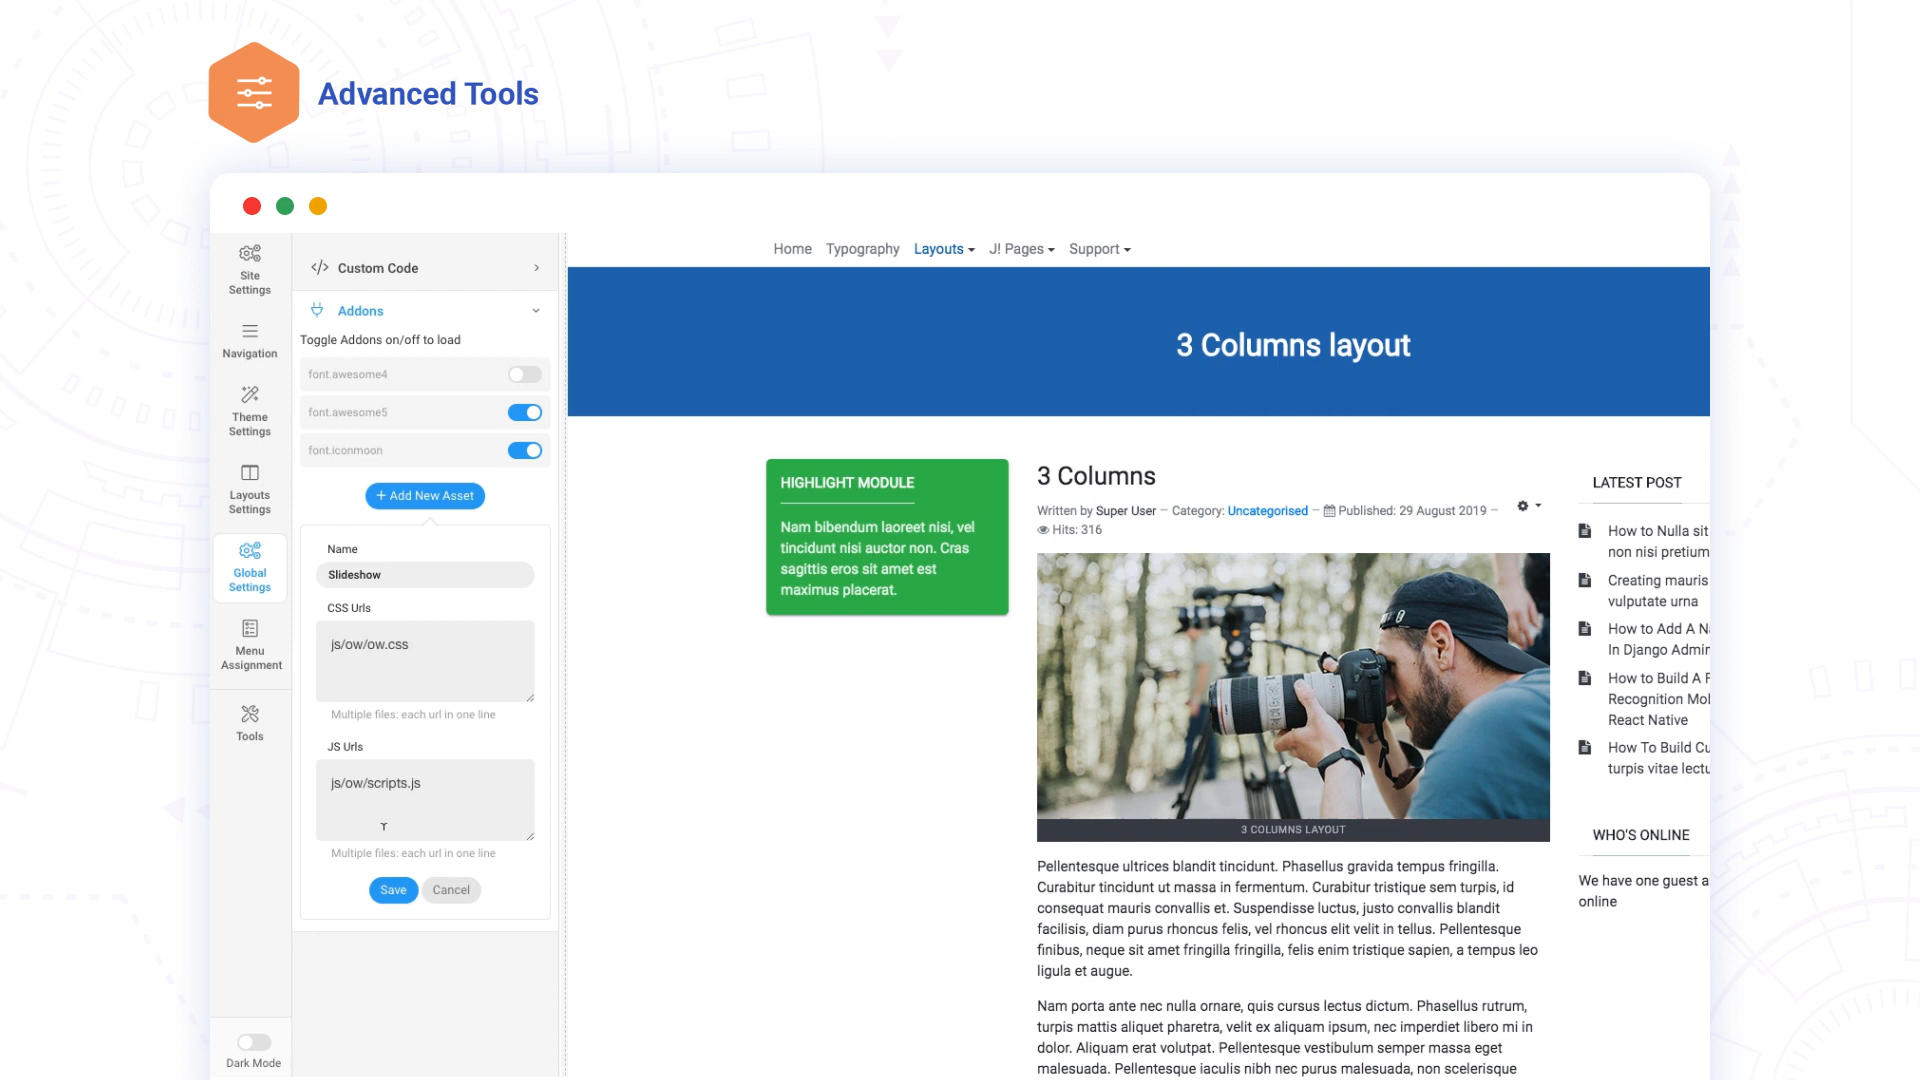 Advanced Tools
Site
Settings
Navigation
Theme
Settings
Layouts
Settings
Global
Settings
Menu
Assignment
Tools
Dark Mode
</> Custom Code
Addons
Toggle Addons on/off to load
font.awesome4
font.awesome5
font.iconmoon
+ Add New Asset
Name
Slideshow
CSS Urls
js/ow/ow.css
Multiple files: each url in one line
JS Urls
js/ow/scripts.js
Multiple files: each url in one line
Save Cancel
Home Typography Layouts J! Pages Support
3 Columns layout
HIGHLIGHT MODULE
Nam bibendum laoreet nisi, vel
tincidunt nisi auctor non. Cras
sagittis eros sit amet est
maximus placerat.
3 Columns
Written by Super User – Category: Uncategorised – Published: 29 August 2019 –
Hits: 316
3 COLUMNS LAYOUT
Pellentesque ultrices blandit tincidunt. Phasellus gravida tempus fringilla.
Curabitur tincidunt ut massa in fermentum. Curabitur tristique sem turpis, id
consequat mauris convallis et. Suspendisse luctus, justo convallis blandit
facilisis, diam purus rhoncus felis, vel rhoncus elit velit in tellus. Pellentesque
finibus, neque sit amet fringilla fringilla, felis enim tristique sapien, a tempus leo
ligula et augue.
Nam porta ante nec nulla ornare, quis cursus lectus dictum. Phasellus rutrum,
turpis mattis aliquet pharetra, velit ex aliquam ipsum, nec imperdiet libero mi in
dolor. Aliquam erat volutpat. Pellentesque vestibulum semper massa eget
malesuada. Pellentesque iaculis nibh nec purus malesuada, non scelerisque
LATEST POST
How to Nulla sit
non nisi pretium
Creating mauris
vulputate urna
How to Add A
In Django
How to Build A
Recognition
React Native
How To Build
turpis vitae
WHO'S ONLINE
We have one guest
online